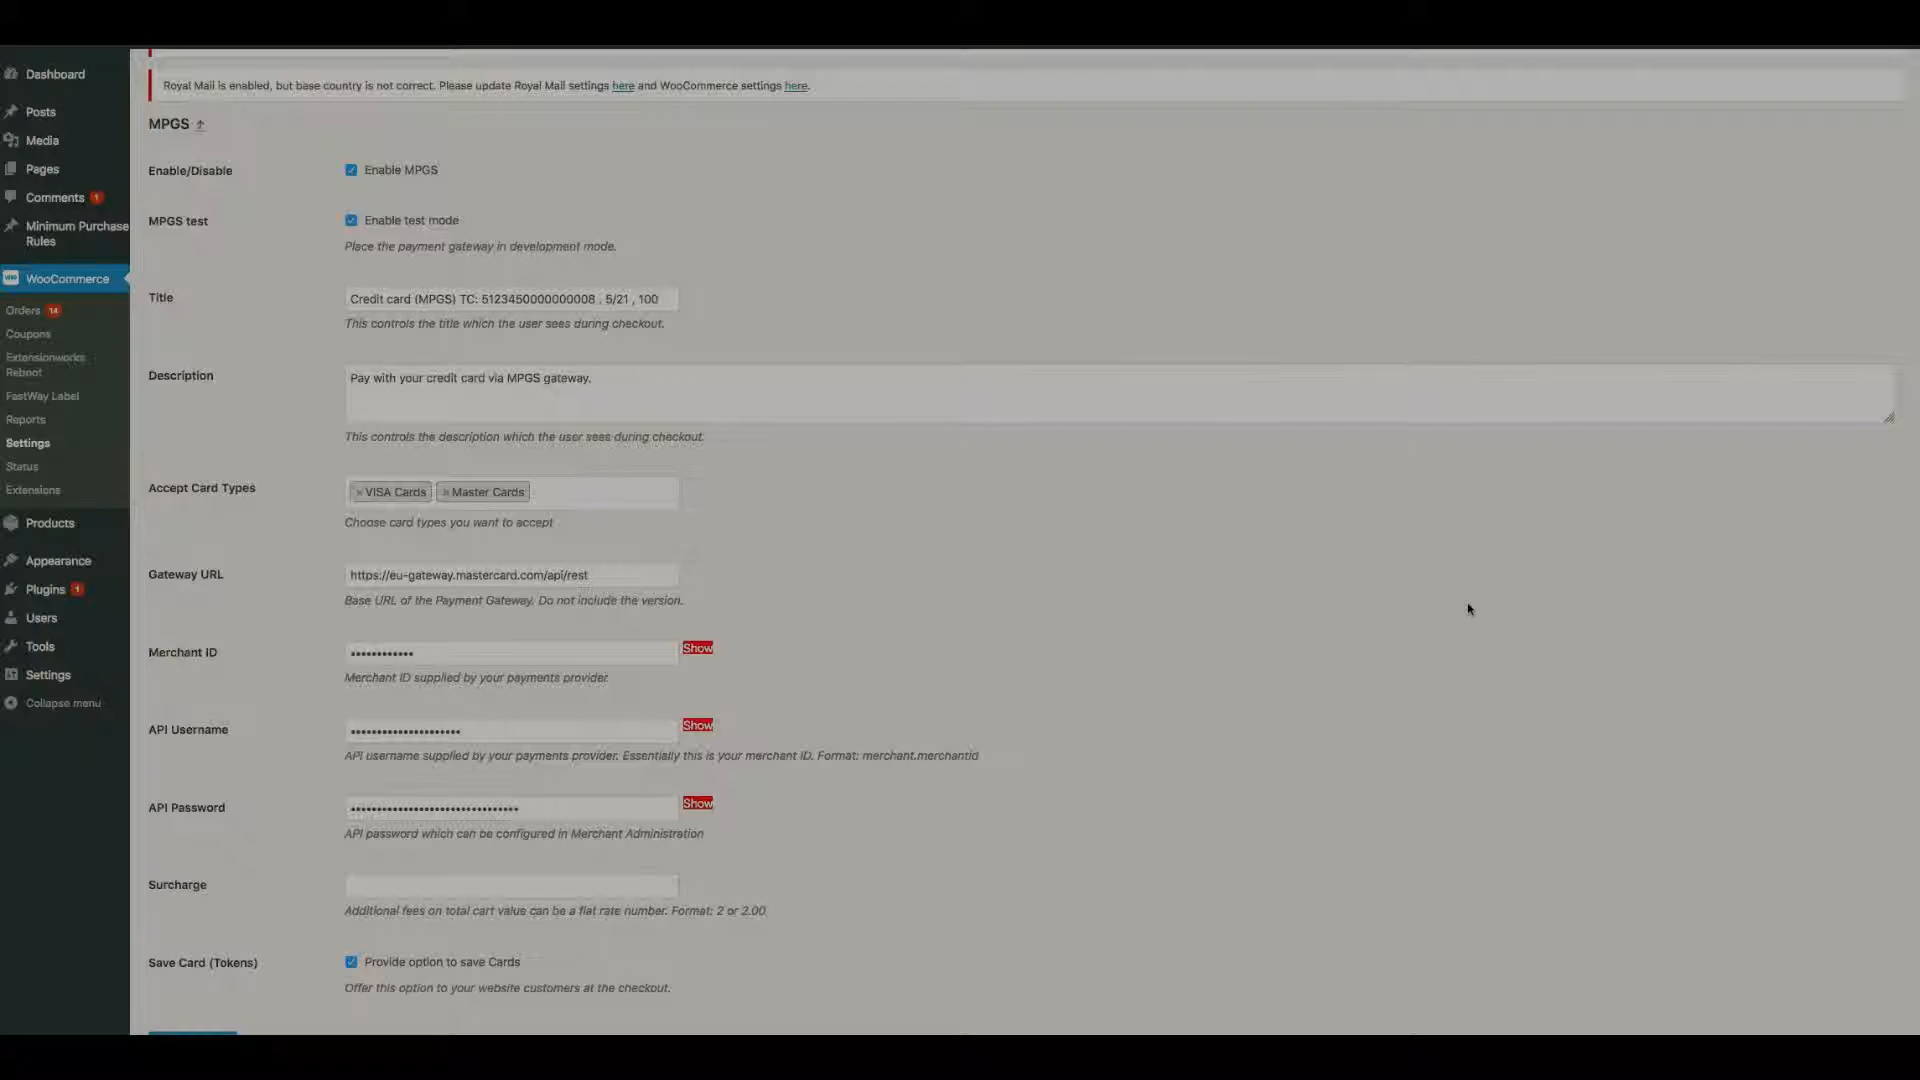 Dashboard
Posts
Media
Pages
Comments 1
Minimum Purchase
Rules
WooCommerce
Orders 14
Coupons
Extensionworks
Reboot
FastWay Label
Reports
Settings
Status
Extensions
Products
Appearance
Plugins 1
Users
Tools
Settings
Collapse menu
Royal Mail is enabled, but base country is not correct. Please update Royal Mail settings here and WooCommerce settings here.
MPGS
Enable/Disable
Enable MPGS
MPGS test
Enable test mode
Place the payment gateway in development mode.
Title
Credit card (MPGS) TC: 5123450000000008 , 5/21 , 100
This controls the title which the user sees during checkout.
Description
Pay with your credit card via MPGS gateway.
This controls the description which the user sees during checkout.
Accept Card Types
× VISA Cards × Master Cards
Choose card types you want to accept
Gateway URL
https://eu-gateway.mastercard.com/api/rest
Base URL of the Payment Gateway. Do not include the version.
Merchant ID
Show
Merchant ID supplied by your payments provider
API Username
Show
API username supplied by your payments provider. Essentially this is your merchant ID. Format: merchant.merchantid
API Password
Show
API password which can be configured in Merchant Administration
Surcharge
Additional fees on total cart value can be a flat rate number. Format: 2 or 2.00
Save Card (Tokens)
Provide option to save Cards
Offer this option to your website customers at the checkout.